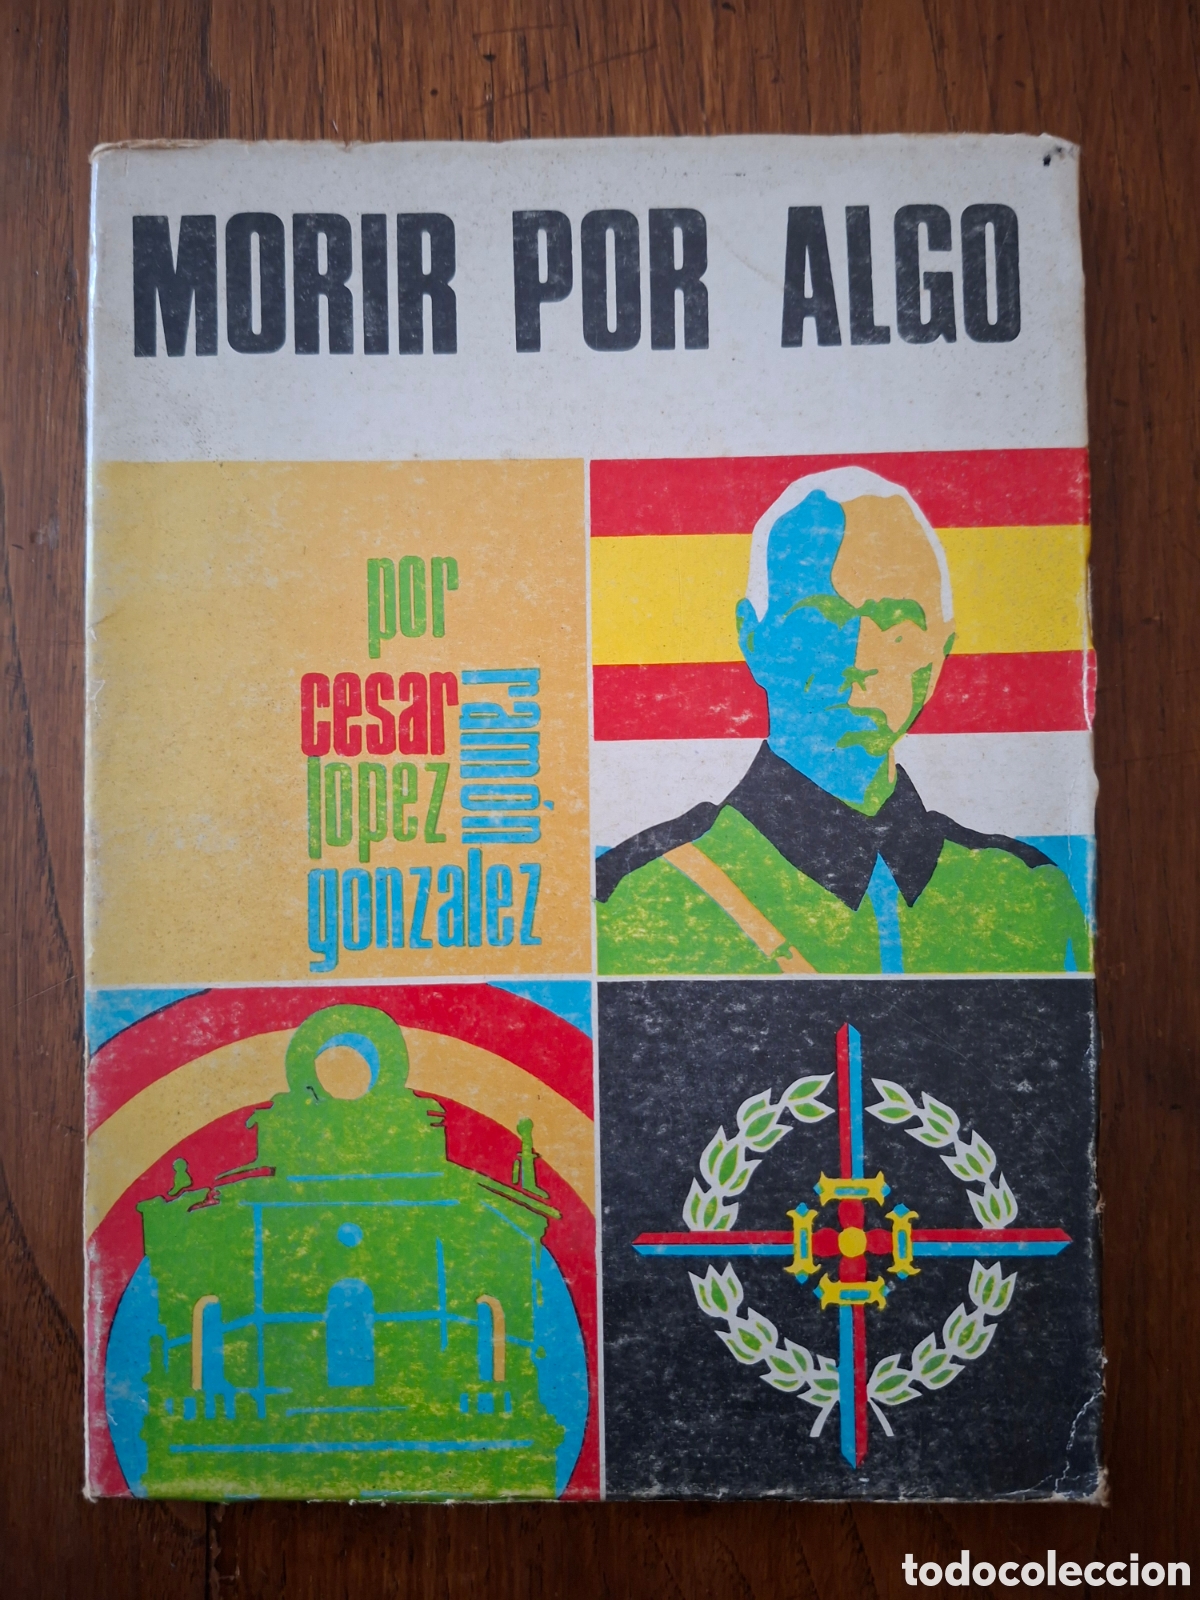 MORIR POR ALGO
por
cesar
lopez
ramón
gonzalez
todocoleccion